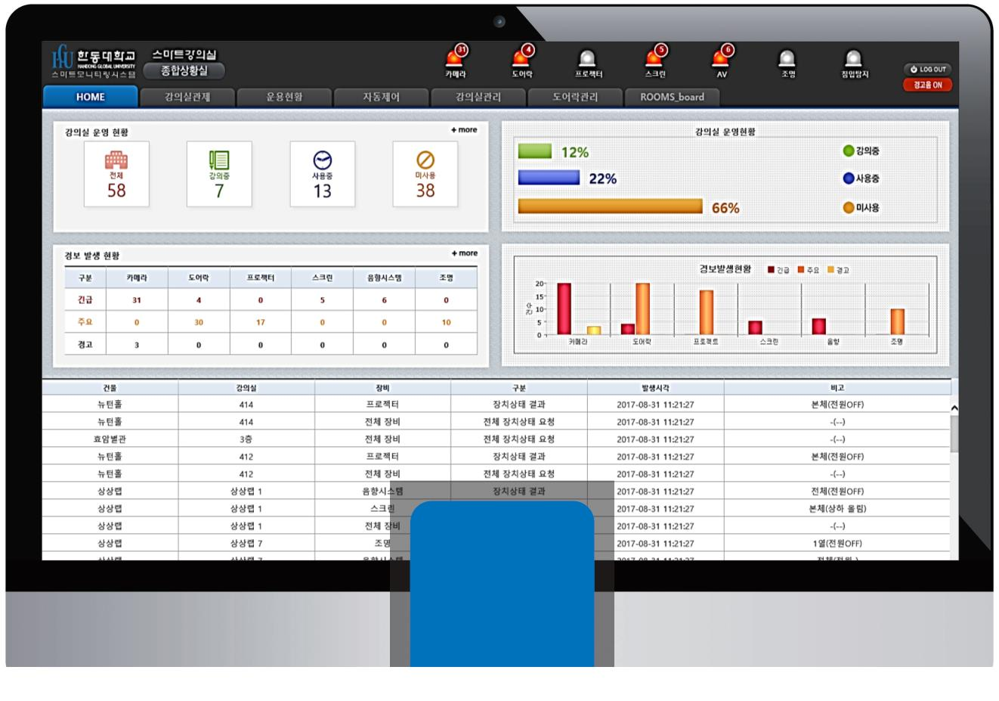 한동대학교
HANDONG GLOBAL UNIVERSITY
스마트모니터링시스템
스마트강의실
종합상황실
31 4 5 6
카메라 도어락 프로젝터 스크린 AV 조명 침입탐지
LOG OUT
경고음 ON
HOME 강의실관제 운용현황 자동제어 강의실관리 도어락관리 ROOMS_board
강의실 운영 현황 + more
전체 강의중 사용중 미사용
58 7 13 38
강의실 운영현황
12% 강의중
22% 사용중
66% 미사용
경보 발생 현황 + more
구분 카메라 도어락 프로젝터 스크린 음향시스템 조명
긴급 31 4 0 5 6 0
주요 0 30 17 0 0 10
경고 3 0 0 0 0 0
경보발생현황 긴급 주요 경고
건수
20
15
10
5
0
카메라 도어락 프로젝트 스크린 음향 조명
건물 강의실 장비 구분 발생시각 비고
뉴턴홀 414 프로젝터 장치상태 결과 2017-08-31 11:21:27 본체(전원OFF)
뉴턴홀 414 전체 장비 전체 장치상태 요청 2017-08-31 11:21:27 -(--)
효암별관 3층 전체 장비 전체 장치상태 요청 2017-08-31 11:21:27 -(--)
뉴턴홀 412 프로젝터 장치상태 결과 2017-08-31 11:21:27 본체(전원OFF)
뉴턴홀 412 전체 장비 전체 장치상태 요청 2017-08-31 11:21:27 -(--)
상상랩 상상랩 1 음향시스템 장치상태 결과 2017-08-31 11:21:27 전체(전원OFF)
상상랩 상상랩 1 스크린 2017-08-31 11:21:27 본체(상하 올림)
상상랩 상상랩 1 전체 장비 2017-08-31 11:21:27 -(--)
상상랩 상상랩 7 조명 2017-08-31 11:21:27 1열(전원OFF)